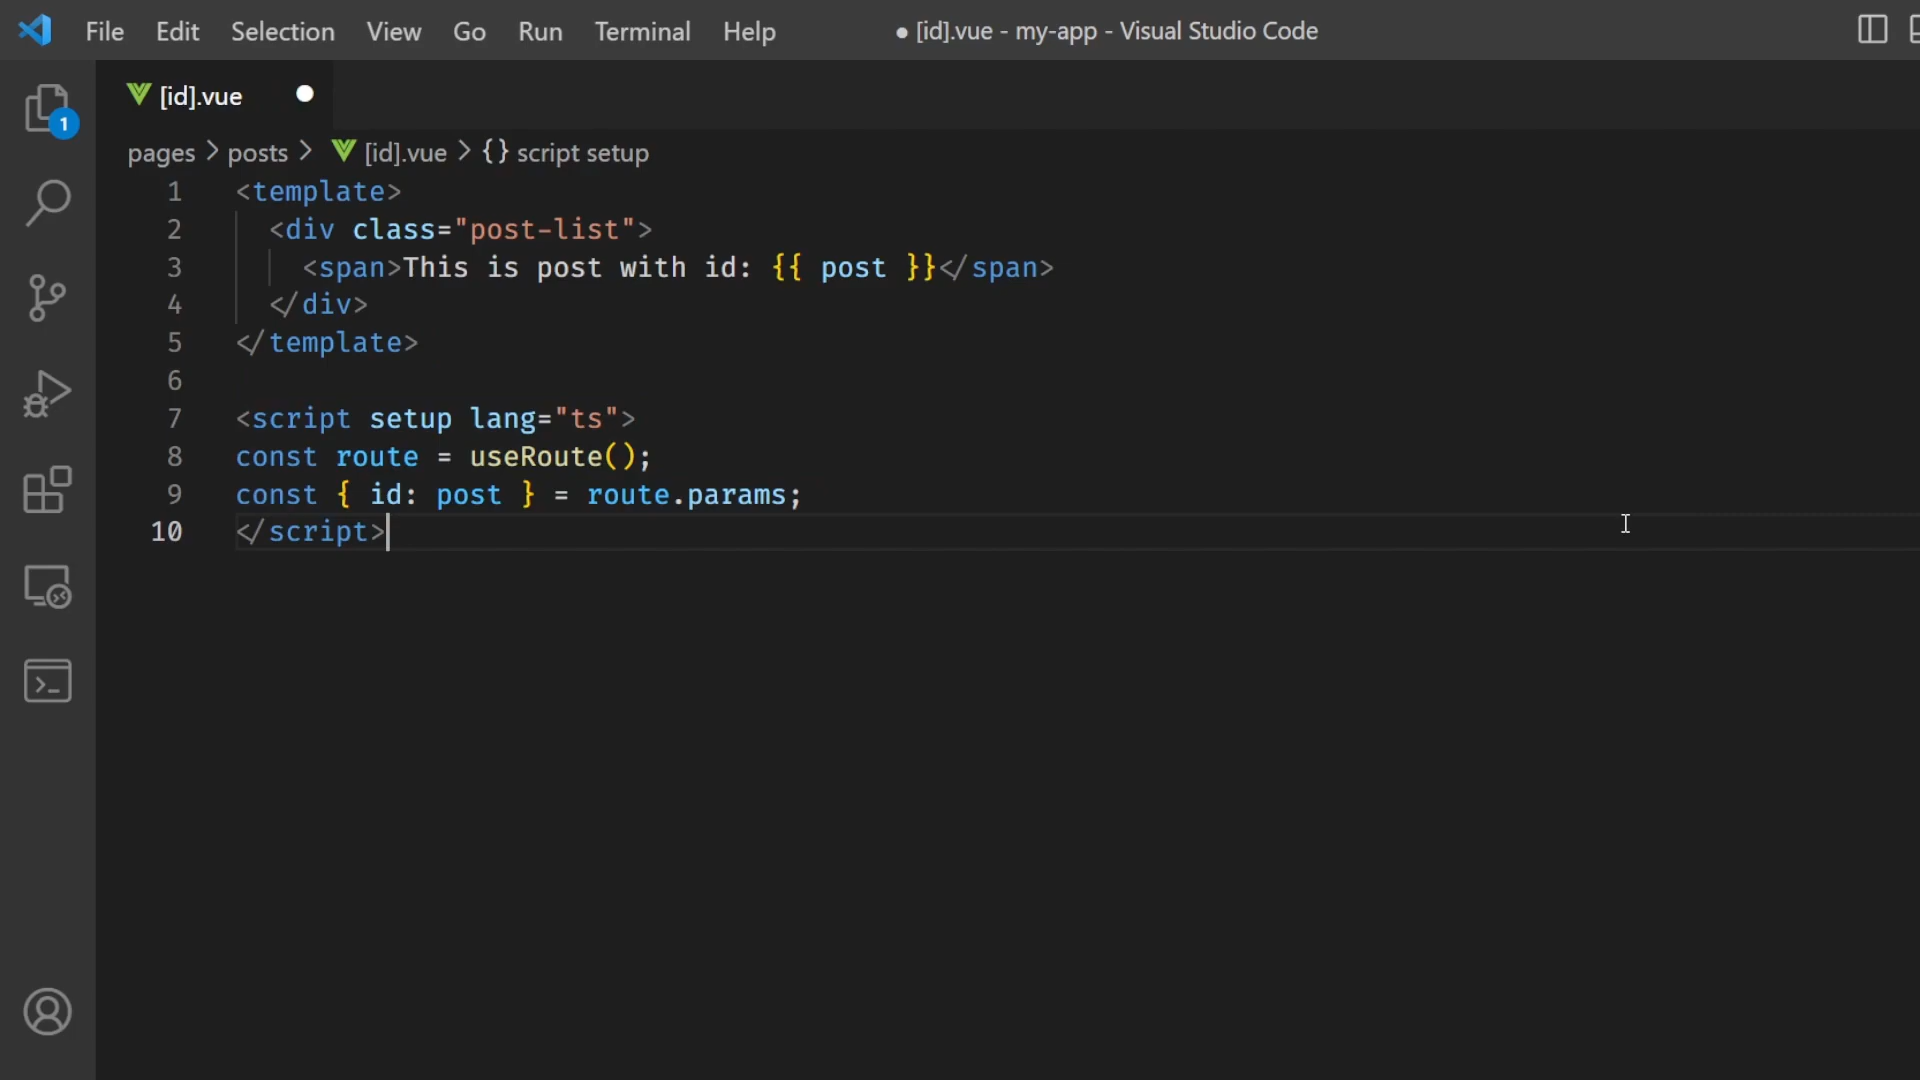 File Edit Selection View Go Run Terminal Help ● [id].vue - my-app - Visual Studio Code
[id].vue
1
pages > posts > [id].vue > {} script setup
1 <template>
2 <div class="post-list">
3 <span>This is post with id: {{ post }}</span>
4 </div>
5 </template>
6
7 <script setup lang="ts">
8 const route = useRoute();
9 const { id: post } = route.params;
10 </script>